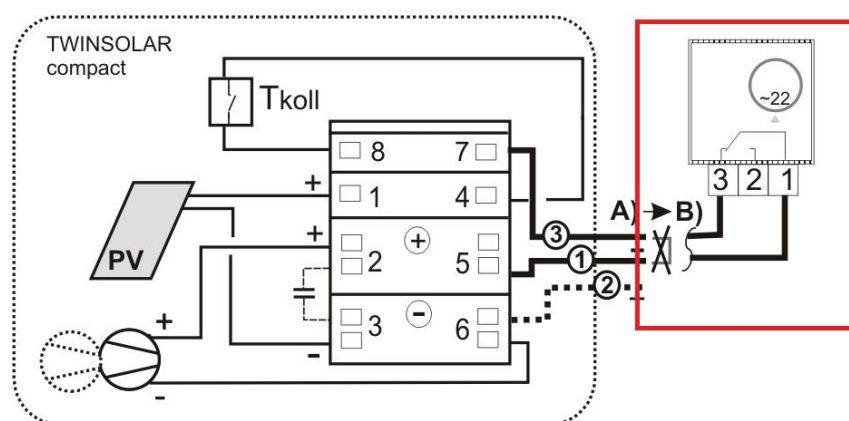 TWINSOLAR
compact
Tkoll
~22
8 7
3 2 1
+ 1 4
A) → B)
+ 2 + 5
3
1
PV
2
3 - 6
+
-
-